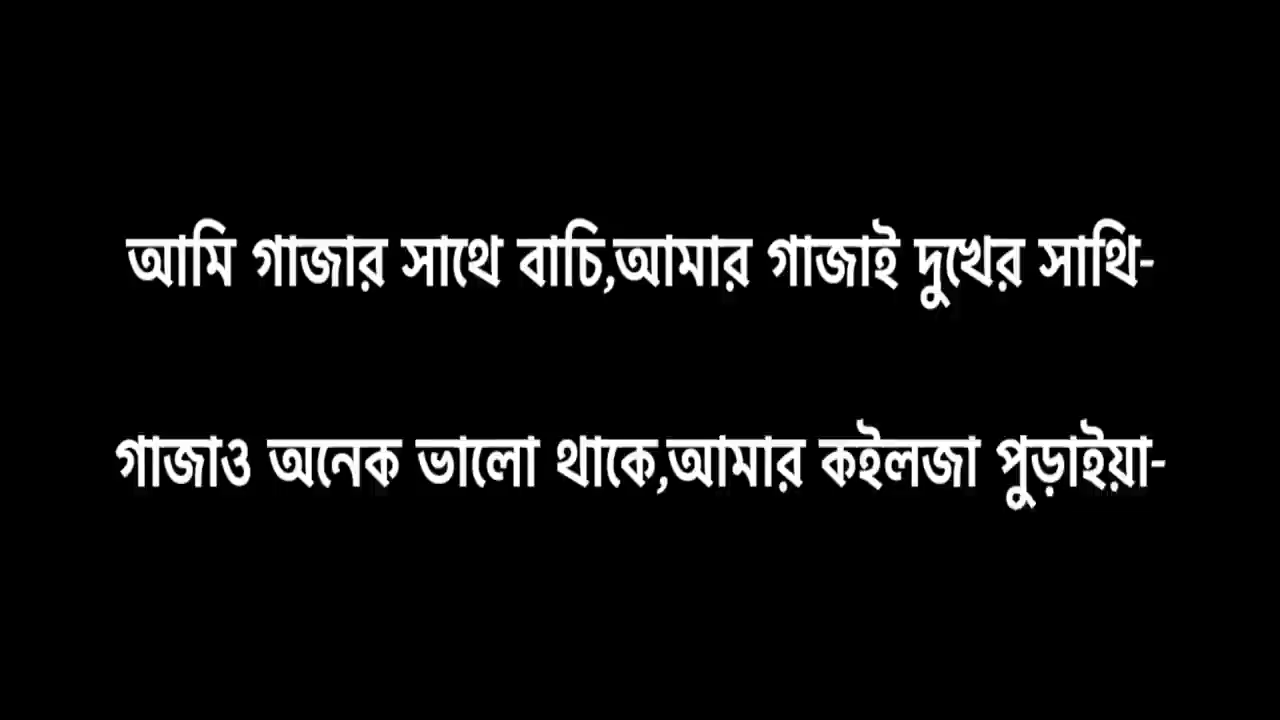 আমি গাজার সাথে বাচি,আমার গাজাই দুখের সাথি-
গাজাও অনেক ভালো থাকে,আমার কইলজা পুড়াইয়া-